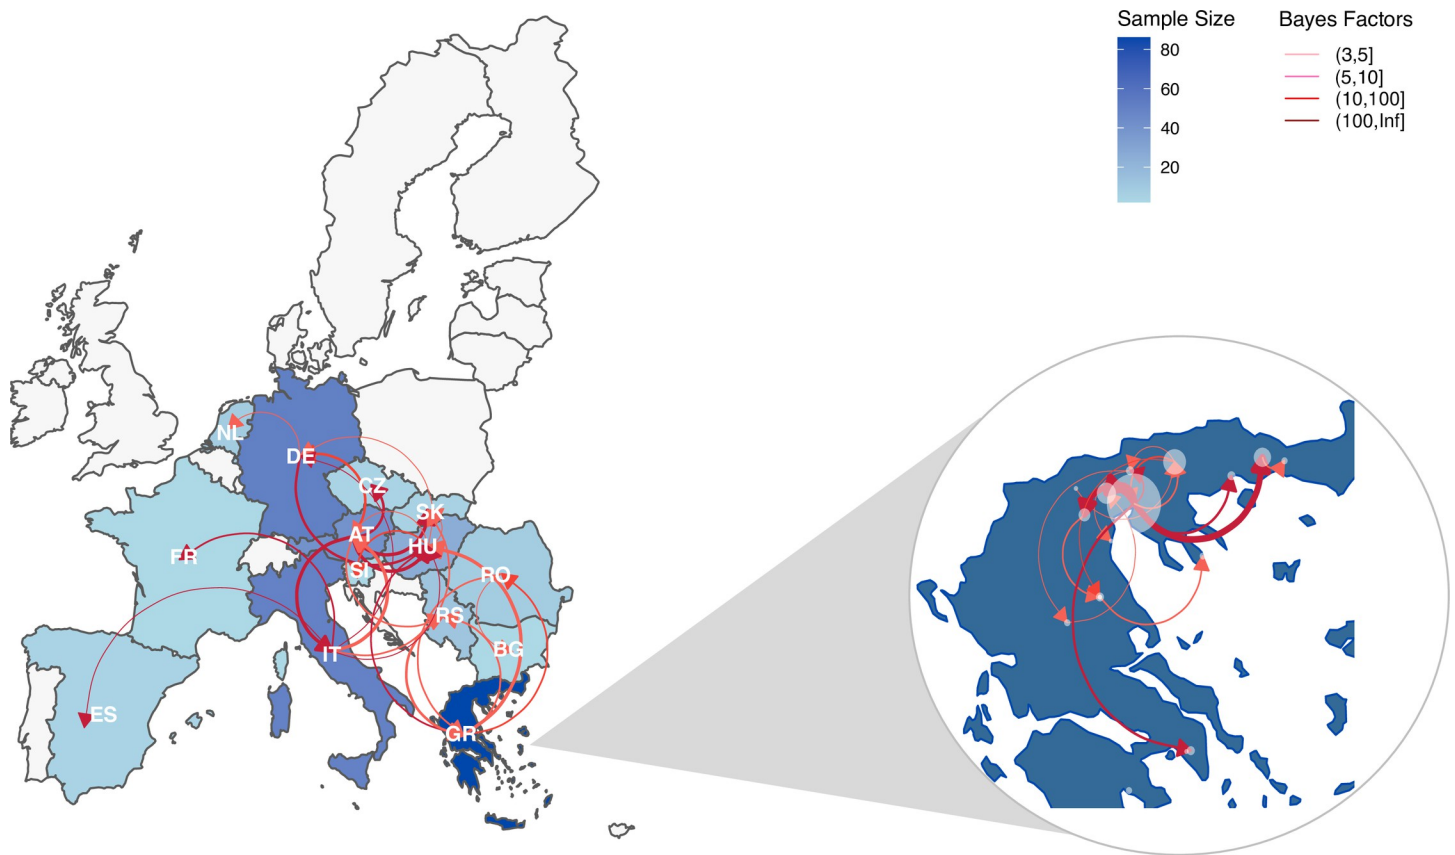 Sample Size
80
60
40
20
Bayes Factors
(3,5]
(5,10]
(10,100]
(100,Inf]
NL
DE
CZ
SK
AT
HU
FR
SI
RO
RS
IT
BG
ES
GR